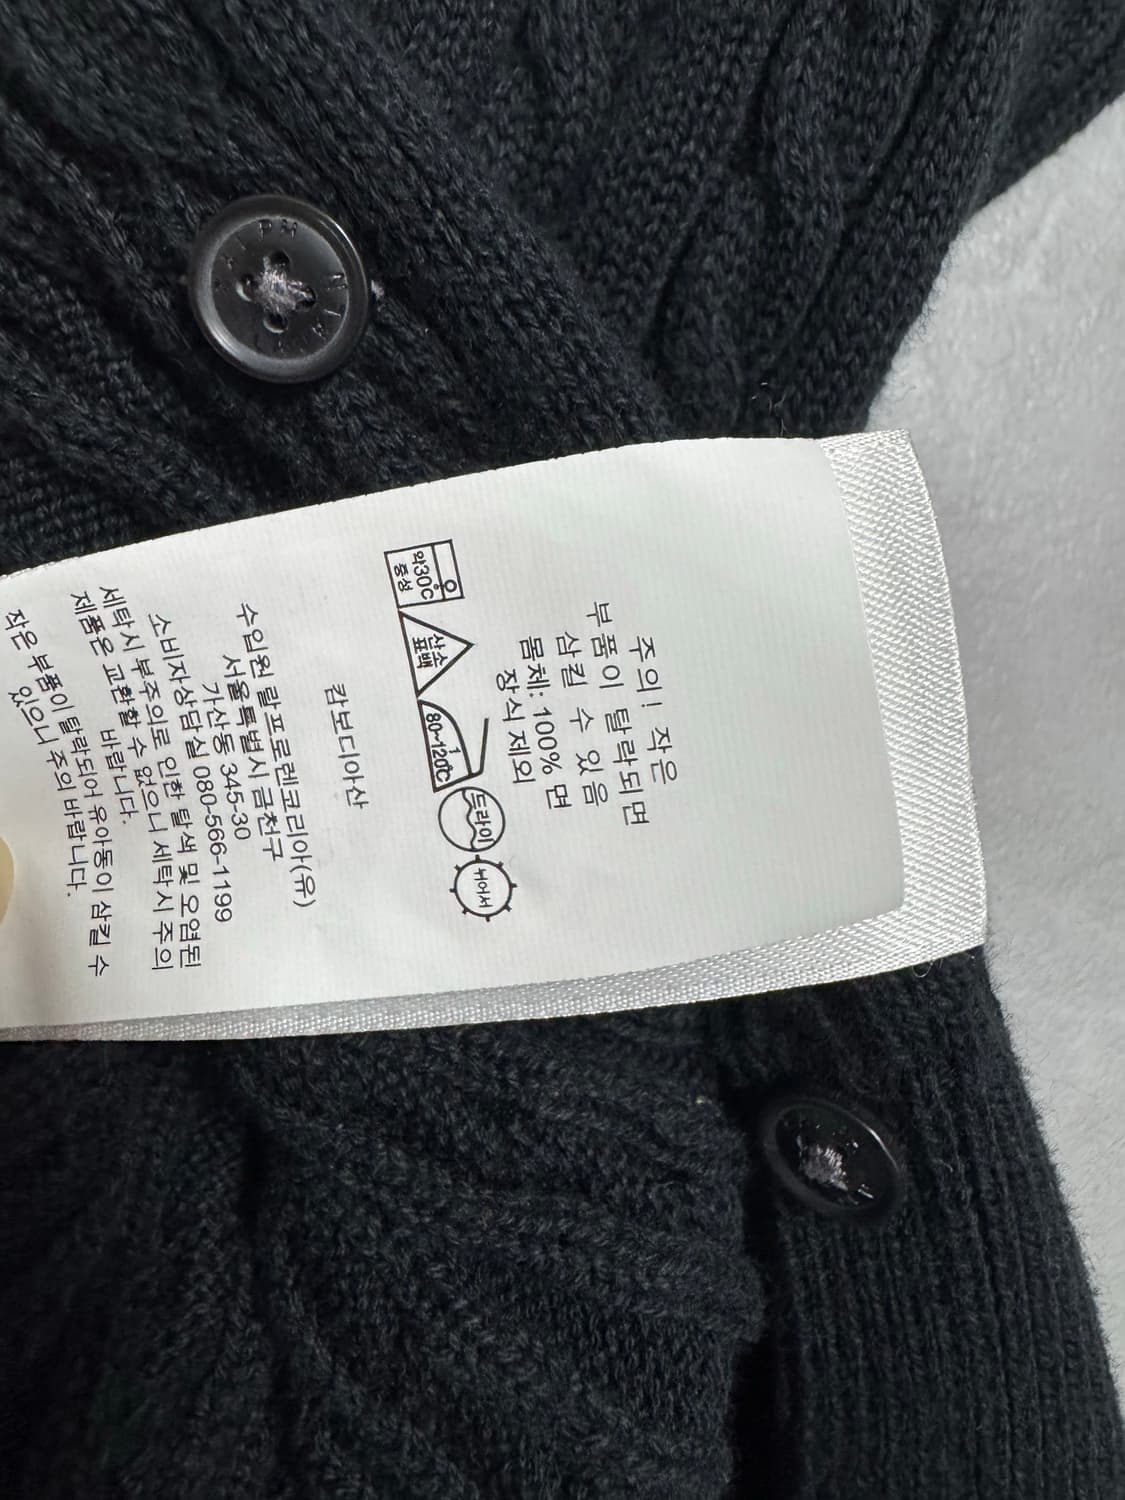 주의! 작은
부품이 탈락되면
삼킬 수 있음
몸체: 100% 면
장식 제외
약30℃
중성
산소
표백
80~120℃
드라이
캄보디아산
수입원 랄프로렌코리아(유)
서울특별시 금천구
가산동 345-30
소비자상담실 080-566-1199
세탁시 부주의로 인한 탈색 및 오염된
제품은 교환할 수 없으니 세탁시 주의
바랍니다.
작은 부품이 탈락되어 유아동이 삼킬 수
있으니 주의 바랍니다.